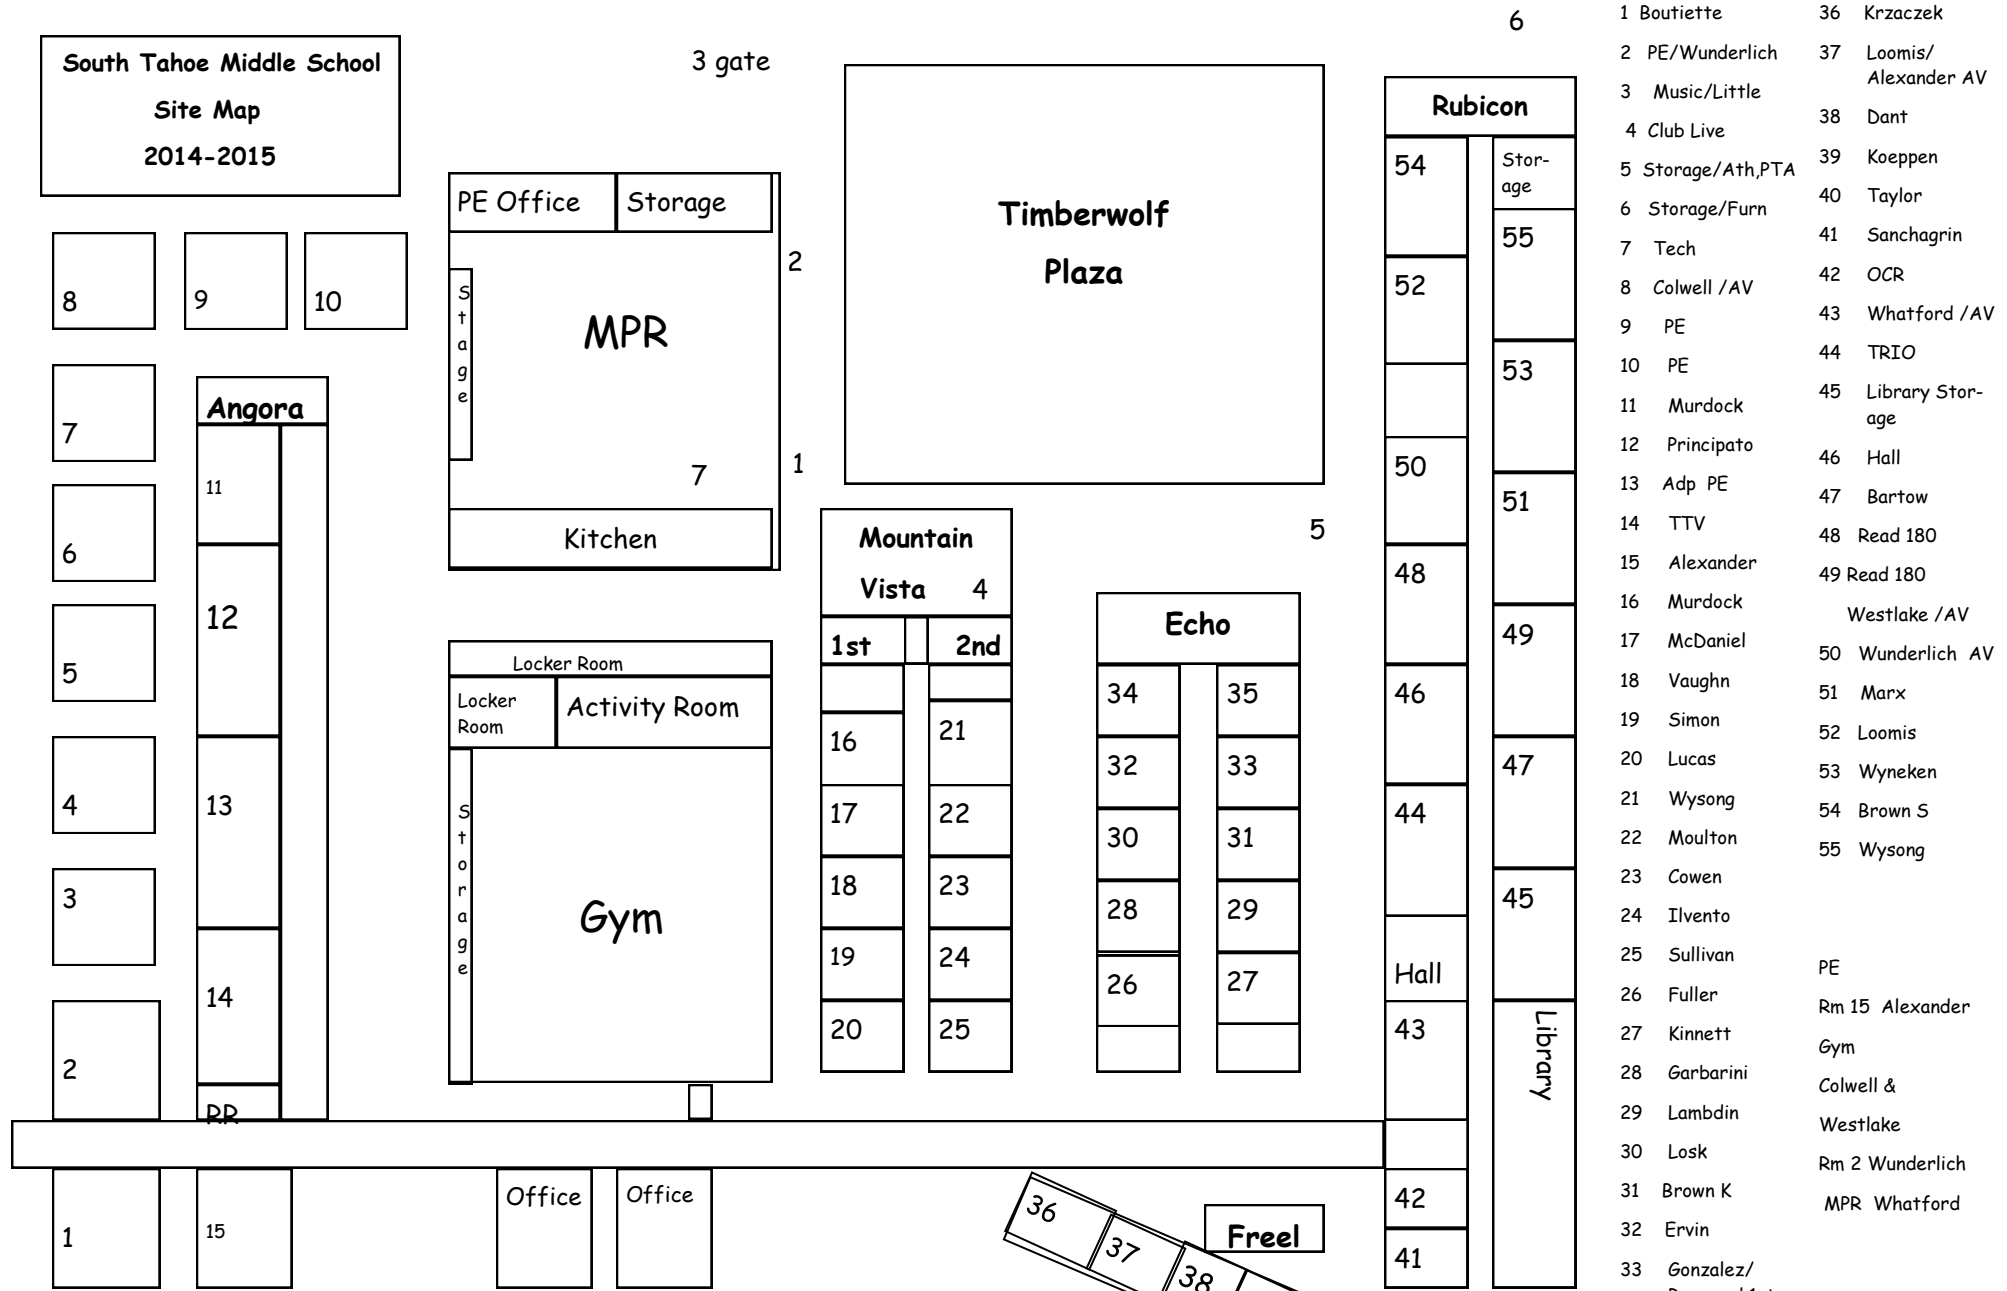 South Tahoe Middle School
Site Map
2014-2015
3 gate
6
PE Office
Storage
Stage
MPR
2
1
7
Kitchen
Timberwolf
Plaza
5
8
9
10
7
6
5
4
3
2
1
Angora
11
12
13
14
RR
15
Locker Room
Locker
Room
Activity Room
Storage
Gym
Office
Office
Mountain
Vista 4
1st
2nd
16
17
18
19
20
21
22
23
24
25
Echo
34
35
32
33
30
31
28
29
26
27
36
37
38
Freel
Rubicon
54
52
50
48
46
44
Hall
43
42
41
Stor-
age
55
53
51
49
47
45
Library
1 Boutiette
2 PE/Wunderlich
3 Music/Little
4 Club Live
5 Storage/Ath,PTA
6 Storage/Furn
7 Tech
8 Colwell /AV
9 PE
10 PE
11 Murdock
12 Principato
13 Adp PE
14 TTV
15 Alexander
16 Murdock
17 McDaniel
18 Vaughn
19 Simon
20 Lucas
21 Wysong
22 Moulton
23 Cowen
24 Ilvento
25 Sullivan
26 Fuller
27 Kinnett
28 Garbarini
29 Lambdin
30 Losk
31 Brown K
32 Ervin
33 Gonzalez/
36 Krzaczek
37 Loomis/
Alexander AV
38 Dant
39 Koeppen
40 Taylor
41 Sanchagrin
42 OCR
43 Whatford /AV
44 TRIO
45 Library Stor-
age
46 Hall
47 Bartow
48 Read 180
49 Read 180
Westlake /AV
50 Wunderlich AV
51 Marx
52 Loomis
53 Wyneken
54 Brown S
55 Wysong
PE
Rm 15 Alexander
Gym
Colwell &
Westlake
Rm 2 Wunderlich
MPR Whatford